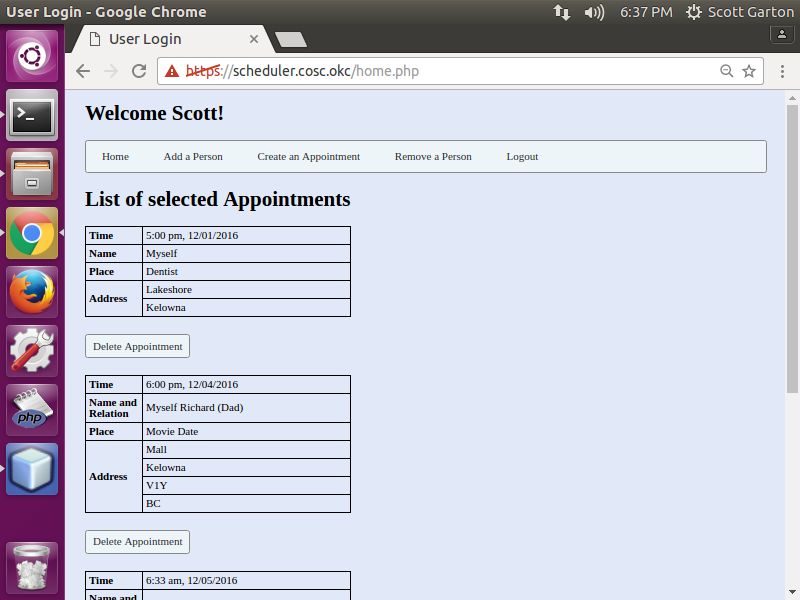 User Login - Google Chrome 6:37 PM Scott Garton
User Login
https://scheduler.cosc.okc/home.php
Welcome Scott!
Home Add a Person Create an Appointment Remove a Person Logout
List of selected Appointments
Time 5:00 pm, 12/01/2016
Name Myself
Place Dentist
Address Lakeshore
Kelowna
Delete Appointment
Time 6:00 pm, 12/04/2016
Name and
Relation Myself Richard (Dad)
Place Movie Date
Address Mall
Kelowna
V1Y
BC
Delete Appointment
Time 6:33 am, 12/05/2016
Name and
php